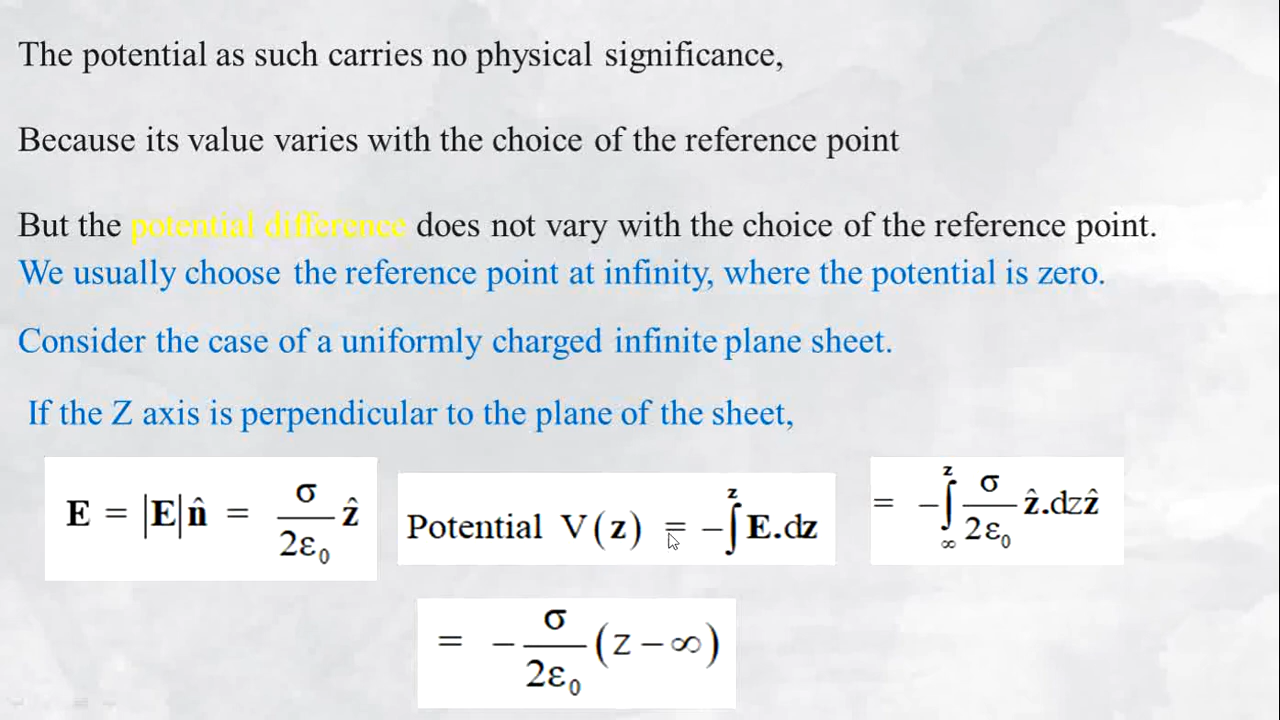 The potential as such carries no physical significance,
Because its value varies with the choice of the reference point
But the potential difference does not vary with the choice of the reference point.
We usually choose the reference point at infinity, where the potential is zero.
Consider the case of a uniformly charged infinite plane sheet.
If the Z axis is perpendicular to the plane of the sheet,
E = |E|n̂ = σ/2ε₀ ẑ
Potential V(z) = −∫^z E.dz
= −∫_∞^z σ/2ε₀ ẑ.dzẑ
= −σ/2ε₀ (z − ∞)